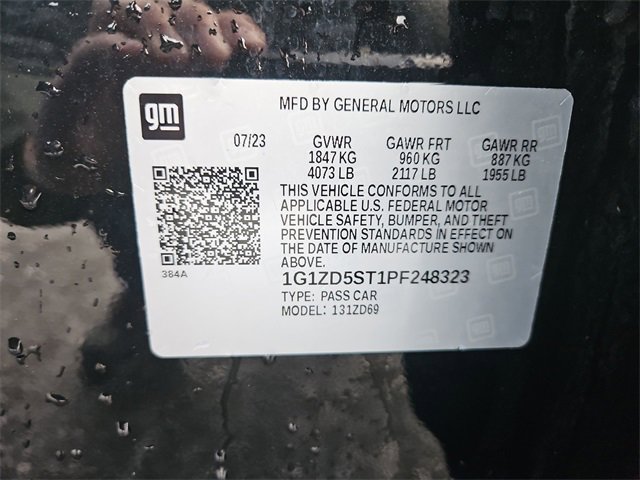 gm
MFD BY GENERAL MOTORS LLC
07/23 GVWR GAWR FRT GAWR RR
1847 KG 960 KG 887 KG
4073 LB 2117 LB 1955 LB
THIS VEHICLE CONFORMS TO ALL
APPLICABLE U.S. FEDERAL MOTOR
VEHICLE SAFETY, BUMPER, AND THEFT
PREVENTION STANDARDS IN EFFECT ON
THE DATE OF MANUFACTURE SHOWN
ABOVE.
384A
1G1ZD5ST1PF248323
TYPE: PASS CAR
MODEL: 131ZD69